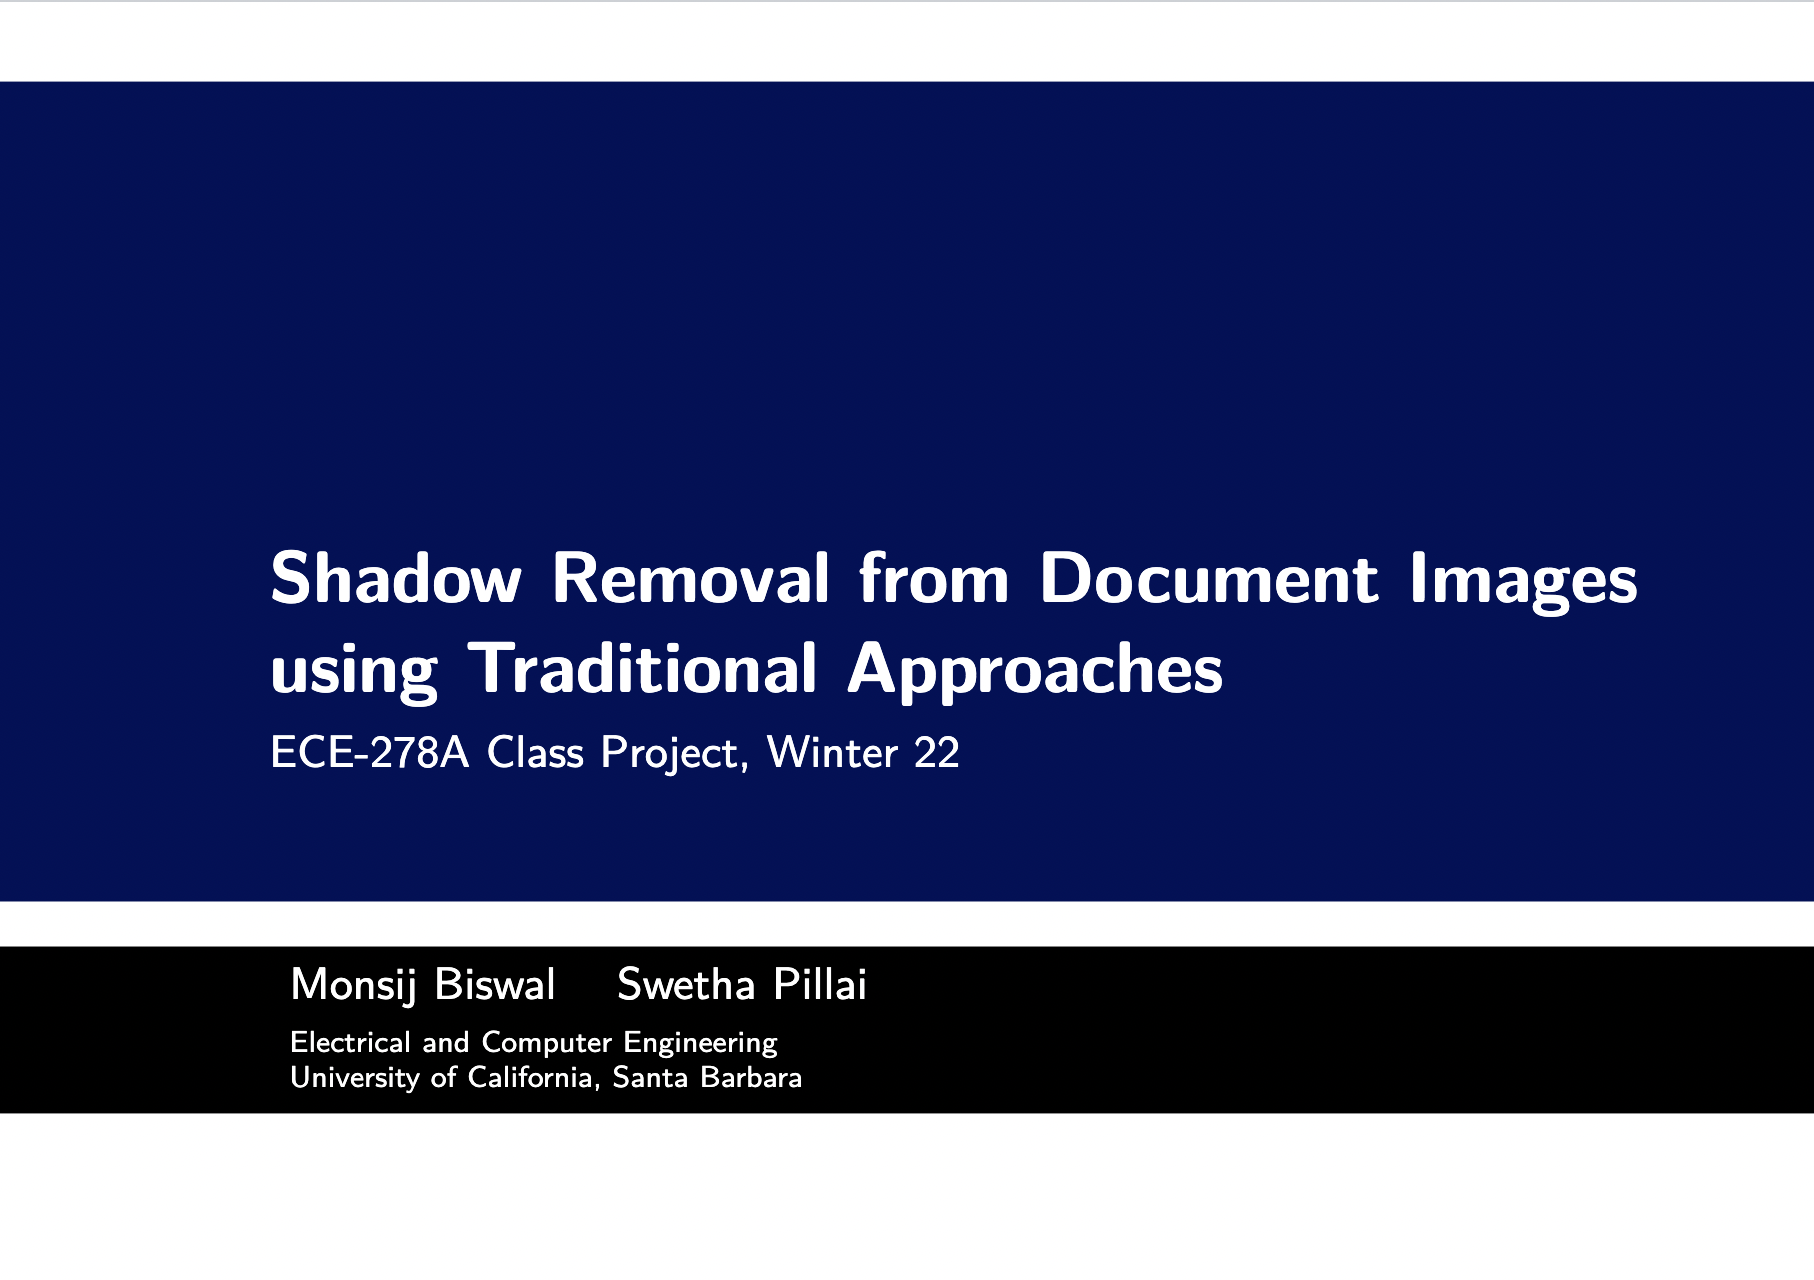 Shadow Removal from Document Images
using Traditional Approaches
ECE-278A Class Project, Winter 22
Monsij Biswal Swetha Pillai
Electrical and Computer Engineering
University of California, Santa Barbara